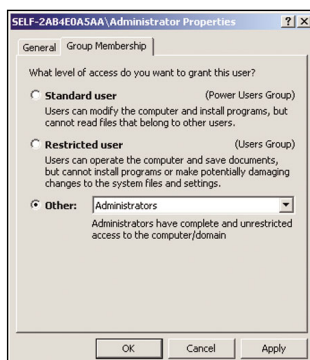 SELF-2AB4E0A5AA\Administrator Properties
General
Group Membership
What level of access do you want to grant this user?
Standard user (Power Users Group)
Users can modify the computer and install programs, but
cannot read files that belong to other users.
Restricted user (Users Group)
Users can operate the computer and save documents,
but cannot install programs or make potentially damaging
changes to the system files and settings.
Other: Administrators
Administrators have complete and unrestricted
access to the computer/domain
OK
Cancel
Apply